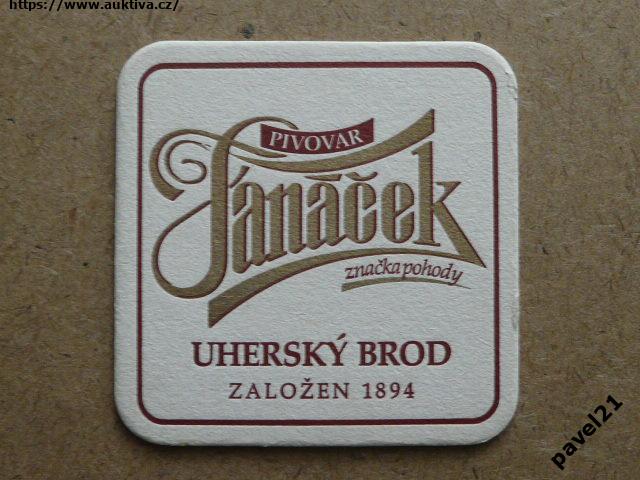 https://www.auktiva.cz/
PIVOVAR
Janáček
značka pohody
UHERSKÝ BROD
ZALOŽEN 1894
pavel21